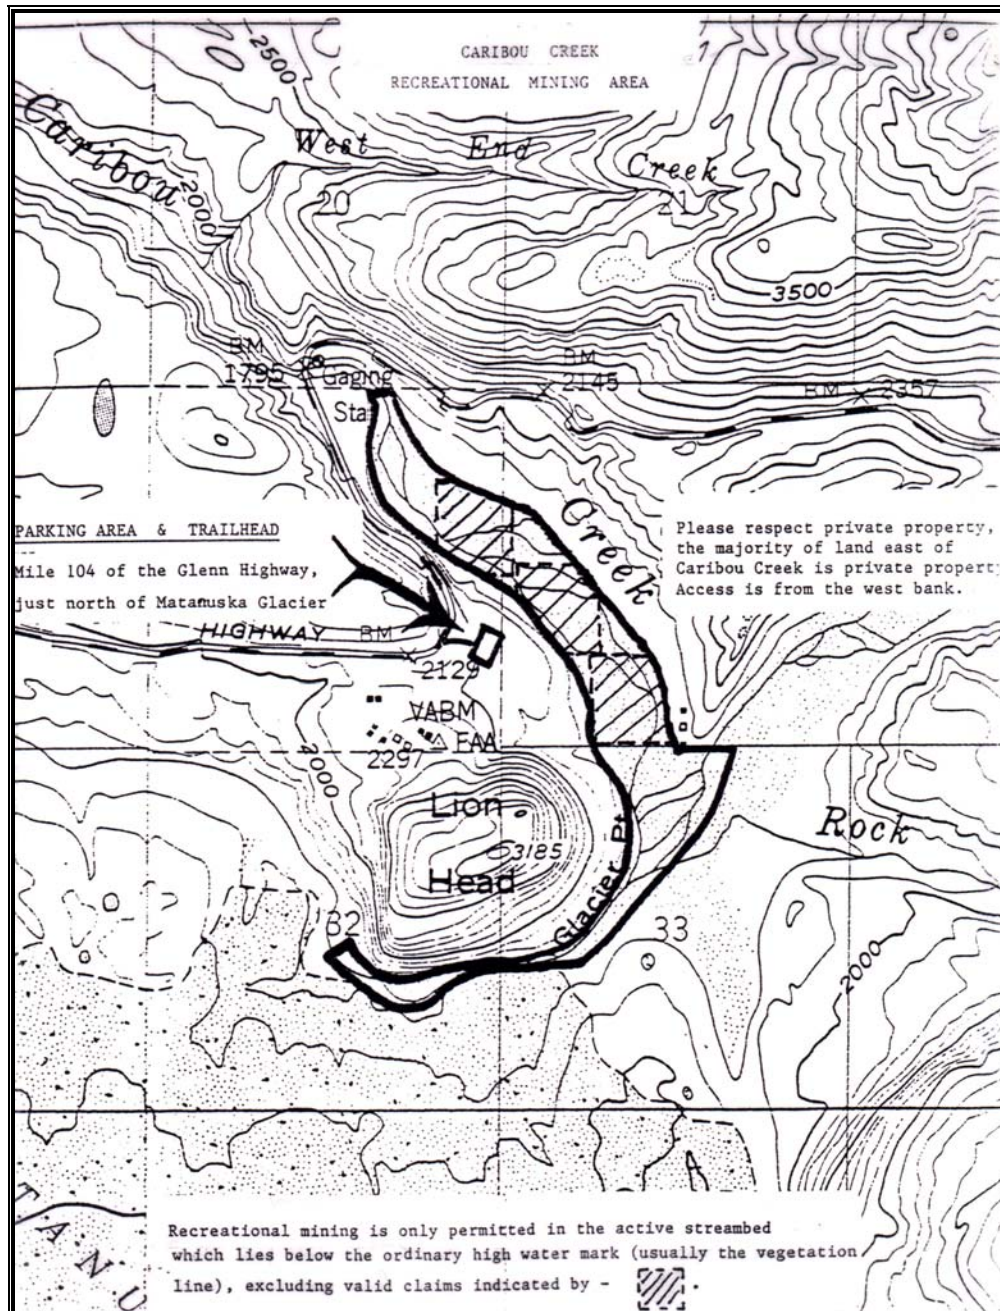 CARIBOU CREEK
RECREATIONAL MINING AREA
2500
Caribou
2000
West End Creek
20
21
3500
BM
1795
Gaging
Sta
BM
2145
BM 2357
Creek
PARKING AREA & TRAILHEAD
Mile 104 of the Glenn Highway,
just north of Matanuska Glacier
Please respect private property,
the majority of land east of
Caribou Creek is private property
Access is from the west bank.
HIGHWAY BM
2129
VABM
FAA
2297
2000
Lion
Head
3185
Glacier Pt
Rock
32
33
2000
TANU
Recreational mining is only permitted in the active streambed
which lies below the ordinary high water mark (usually the vegetation
line), excluding valid claims indicated by - .